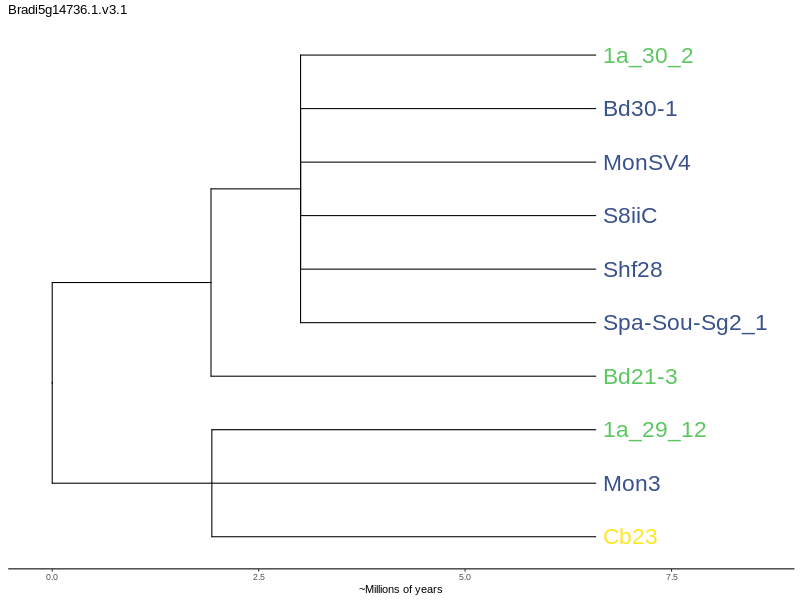 Bradi5g14736.1.v3.1
1a_30_2
Bd30-1
MonSV4
S8iiC
Shf28
Spa-Sou-Sg2_1
Bd21-3
1a_29_12
Mon3
Cb23
0.0 2.5 5.0 7.5
~Millions of years